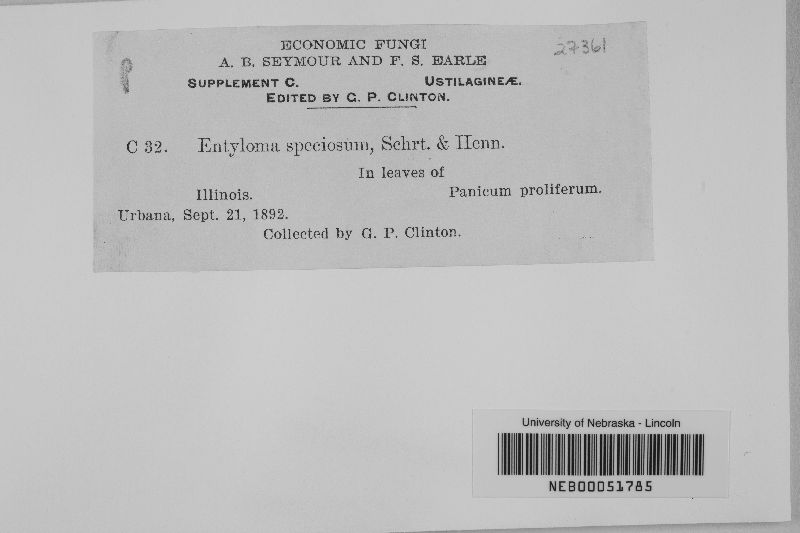 ECONOMIC FUNGI
27361
A. B. SEYMOUR AND F. S. EARLE
SUPPLEMENT C. USTILAGINEÆ.
EDITED BY G. P. CLINTON.
C 32. Entyloma speciosum, Schrt. & Henn.
In leaves of
Illinois. Panicum proliferum.
Urbana, Sept. 21, 1892.
Collected by G. P. Clinton.
University of Nebraska - Lincoln
NEB00051785